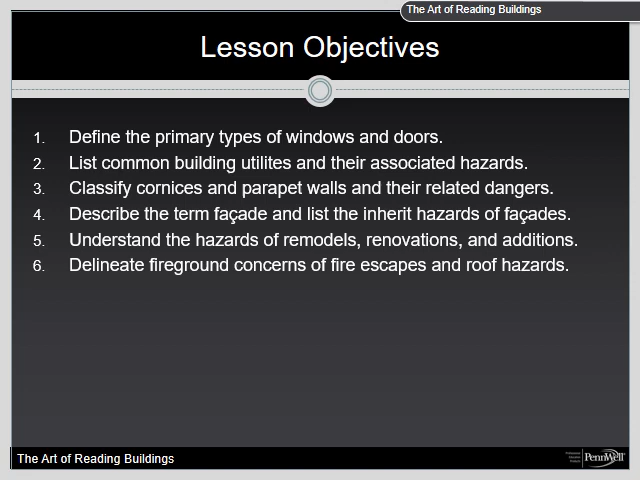 The Art of Reading Buildings
Lesson Objectives
1. Define the primary types of windows and doors.
2. List common building utilites and their associated hazards.
3. Classify cornices and parapet walls and their related dangers.
4. Describe the term façade and list the inherit hazards of façades.
5. Understand the hazards of remodels, renovations, and additions.
6. Delineate fireground concerns of fire escapes and roof hazards.
The Art of Reading Buildings
PennWell